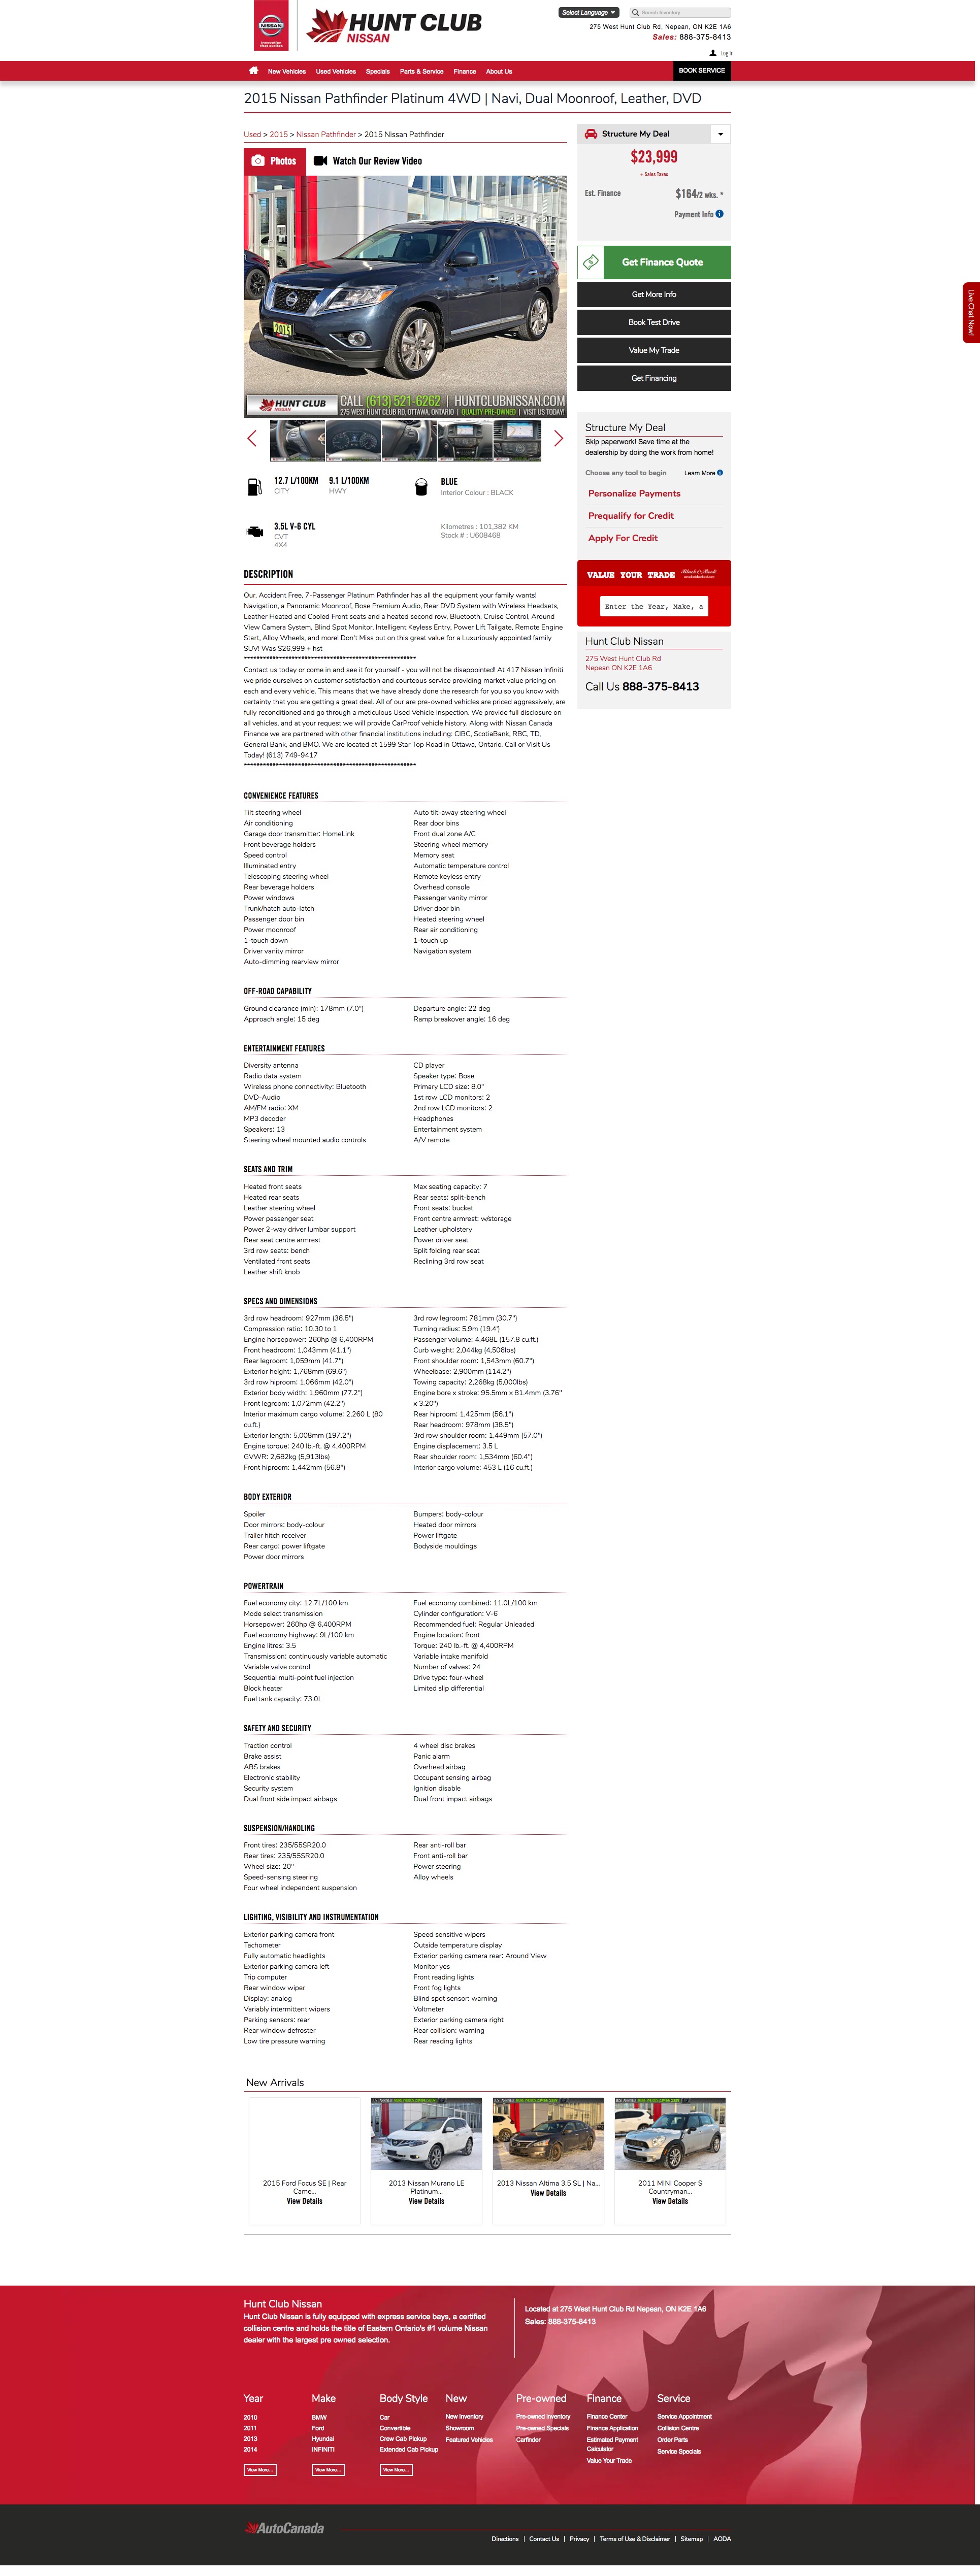 NISSAN
Innovation
that excites
HUNT CLUB
NISSAN
Select Language
Search Inventory
275 West Hunt Club Rd, Nepean, ON K2E 1A6
Sales: 888-375-8413
Log in
New Vehicles Used Vehicles Specials Parts & Service Finance About Us
BOOK SERVICE
2015 Nissan Pathfinder Platinum 4WD | Navi, Dual Moonroof, Leather, DVD
Used > 2015 > Nissan Pathfinder > 2015 Nissan Pathfinder
Photos
Watch Our Review Video
2015
HUNT CLUB
NISSAN
CALL (613) 521-6262 | HUNTCLUBNISSAN.COM
275 WEST HUNT CLUB RD, OTTAWA, ONTARIO | QUALITY PRE-OWNED | VISIT US TODAY!
12.7 L/100KM 9.1 L/100KM
CITY HWY
BLUE
Interior Colour : BLACK
3.5L V-6 CYL
CVT
4X4
Kilometres : 101,382 KM
Stock # : U608468
Structure My Deal
$23,999
+ Sales Taxes
Est. Finance $164/2 wks. *
Payment Info
Get Finance Quote
Get More Info
Book Test Drive
Value My Trade
Get Financing
Live Chat Now!
Structure My Deal
Skip paperwork! Save time at the
dealership by doing the work from home!
Choose any tool to begin Learn More
Personalize Payments
Prequalify for Credit
Apply For Credit
VALUE YOUR TRADE
Enter the Year, Make, a
Hunt Club Nissan
275 West Hunt Club Rd
Nepean ON K2E 1A6
Call Us 888-375-8413
DESCRIPTION
Our, Accident Free, 7-Passenger Platinum Pathfinder has all the equipment your family wants!
Navigation, a Panoramic Moonroof, Bose Premium Audio, Rear DVD System with Wireless Headsets,
Leather Heated and Cooled Front seats and a heated second row, Bluetooth, Cruise Control, Around
View Camera System, Blind Spot Monitor, Intelligent Keyless Entry, Power Lift Tailgate, Remote Engine
Start, Alloy Wheels, and more! Don't Miss out on this great value for a Luxuriously appointed family
SUV! Was $26,999 + hst
Contact us today or come in and see it for yourself - you will not be disappointed! At 417 Nissan Infiniti
we pride ourselves on customer satisfaction and courteous service providing market value pricing on
each and every vehicle. This means that we have already done the research for you so you know with
certainty that you are getting a great deal. All of our are pre-owned vehicles are priced aggressively, are
fully reconditioned and go through a meticulous Used Vehicle Inspection. We provide full disclosure on
all vehicles, and at your request we will provide CarProof vehicle history. Along with Nissan Canada
Finance we are partnered with other financial institutions including: CIBC, ScotiaBank, RBC, TD,
General Bank, and BMO. We are located at 1599 Star Top Road in Ottawa, Ontario. Call or Visit Us
Today! (613) 749-9417
CONVENIENCE FEATURES
Tilt steering wheel Auto tilt-away steering wheel
Air conditioning Rear door bins
Garage door transmitter: HomeLink Front dual zone A/C
Front beverage holders Steering wheel memory
Speed control Memory seat
Illuminated entry Automatic temperature control
Telescoping steering wheel Remote keyless entry
Rear beverage holders Overhead console
Power windows Passenger vanity mirror
Trunk/hatch auto-latch Driver door bin
Passenger door bin Heated steering wheel
Power moonroof Rear air conditioning
1-touch down 1-touch up
Driver vanity mirror Navigation system
Auto-dimming rearview mirror
OFF-ROAD CAPABILITY
Ground clearance (min): 178mm (7.0") Departure angle: 22 deg
Approach angle: 15 deg Ramp breakover angle: 16 deg
ENTERTAINMENT FEATURES
Diversity antenna CD player
Radio data system Speaker type: Bose
Wireless phone connectivity: Bluetooth Primary LCD size: 8.0"
DVD-Audio 1st row LCD monitors: 2
AM/FM radio: XM 2nd row LCD monitors: 2
MP3 decoder Headphones
Speakers: 13 Entertainment system
Steering wheel mounted audio controls A/V remote
SEATS AND TRIM
Heated front seats Max seating capacity: 7
Heated rear seats Rear seats: split-bench
Leather steering wheel Front seats: bucket
Power passenger seat Front centre armrest: w/storage
Power 2-way driver lumbar support Leather upholstery
Rear seat centre armrest Power driver seat
3rd row seats: bench Split folding rear seat
Ventilated front seats Reclining 3rd row seat
Leather shift knob
SPECS AND DIMENSIONS
3rd row headroom: 927mm (36.5") 3rd row legroom: 781mm (30.7")
Compression ratio: 10.30 to 1 Turning radius: 5.9m (19.4')
Engine horsepower: 260hp @ 6,400RPM Passenger volume: 4,468L (157.8 cu.ft.)
Front headroom: 1,043mm (41.1") Curb weight: 2,044kg (4,506lbs)
Rear legroom: 1,059mm (41.7") Front shoulder room: 1,543mm (60.7")
Exterior height: 1,768mm (69.6") Wheelbase: 2,900mm (114.2")
3rd row hiproom: 1,066mm (42.0") Towing capacity: 2,268kg (5,000lbs)
Exterior body width: 1,960mm (77.2") Engine bore x stroke: 95.5mm x 81.4mm (3.76"
Front legroom: 1,072mm (42.2") x 3.20")
Interior maximum cargo volume: 2,260 L (80 Rear hiproom: 1,425mm (56.1")
cu.ft.) Rear headroom: 978mm (38.5")
Exterior length: 5,008mm (197.2") 3rd row shoulder room: 1,449mm (57.0")
Engine torque: 240 lb.-ft. @ 4,400RPM Engine displacement: 3.5 L
GVWR: 2,682kg (5,913lbs) Rear shoulder room: 1,534mm (60.4")
Front hiproom: 1,442mm (56.8") Interior cargo volume: 453 L (16 cu.ft.)
BODY EXTERIOR
Spoiler Bumpers: body-colour
Door mirrors: body-colour Heated door mirrors
Trailer hitch receiver Power liftgate
Rear cargo: power liftgate Bodyside mouldings
Power door mirrors
POWERTRAIN
Fuel economy city: 12.7L/100 km Fuel economy combined: 11.0L/100 km
Mode select transmission Cylinder configuration: V-6
Horsepower: 260hp @ 6,400RPM Recommended fuel: Regular Unleaded
Fuel economy highway: 9L/100 km Engine location: front
Engine litres: 3.5 Torque: 240 lb.-ft. @ 4,400RPM
Transmission: continuously variable automatic Variable intake manifold
Variable valve control Number of valves: 24
Sequential multi-point fuel injection Drive type: four-wheel
Block heater Limited slip differential
Fuel tank capacity: 73.0L
SAFETY AND SECURITY
Traction control 4 wheel disc brakes
Brake assist Panic alarm
ABS brakes Overhead airbag
Electronic stability Occupant sensing airbag
Security system Ignition disable
Dual front side impact airbags Dual front impact airbags
SUSPENSION/HANDLING
Front tires: 235/55SR20.0 Rear anti-roll bar
Rear tires: 235/55SR20.0 Front anti-roll bar
Wheel size: 20" Power steering
Speed-sensing steering Alloy wheels
Four wheel independent suspension
LIGHTING, VISIBILITY AND INSTRUMENTATION
Exterior parking camera front Speed sensitive wipers
Tachometer Outside temperature display
Fully automatic headlights Exterior parking camera rear: Around View
Exterior parking camera left Monitor yes
Trip computer Front reading lights
Rear window wiper Front fog lights
Display: analog Blind spot sensor: warning
Variably intermittent wipers Voltmeter
Parking sensors: rear Exterior parking camera right
Rear window defroster Rear collision: warning
Low tire pressure warning Rear reading lights
New Arrivals
2015 Ford Focus SE | Rear
Came...
View Details
2013 Nissan Murano LE
Platinum...
View Details
2013 Nissan Altima 3.5 SL | Na...
View Details
2011 MINI Cooper S
Countryman...
View Details
Hunt Club Nissan
Hunt Club Nissan is fully equipped with express service bays, a certified
collision centre and holds the title of Eastern Ontario's #1 volume Nissan
dealer with the largest pre owned selection.
Located at 275 West Hunt Club Rd Nepean, ON K2E 1A6
Sales: 888-375-8413
Year
2010
2011
2013
2014
View More...
Make
BMW
Ford
Hyundai
INFINITI
View More...
Body Style
Car
Convertible
Crew Cab Pickup
Extended Cab Pickup
View More...
New
New Inventory
Showroom
Featured Vehicles
Pre-owned
Pre-owned Inventory
Pre-owned Specials
Carfinder
Finance
Finance Center
Finance Application
Estimated Payment
Calculator
Value Your Trade
Service
Service Appointment
Collision Centre
Order Parts
Service Specials
AutoCanada
Directions | Contact Us | Privacy | Terms of Use & Disclaimer | Sitemap | AODA